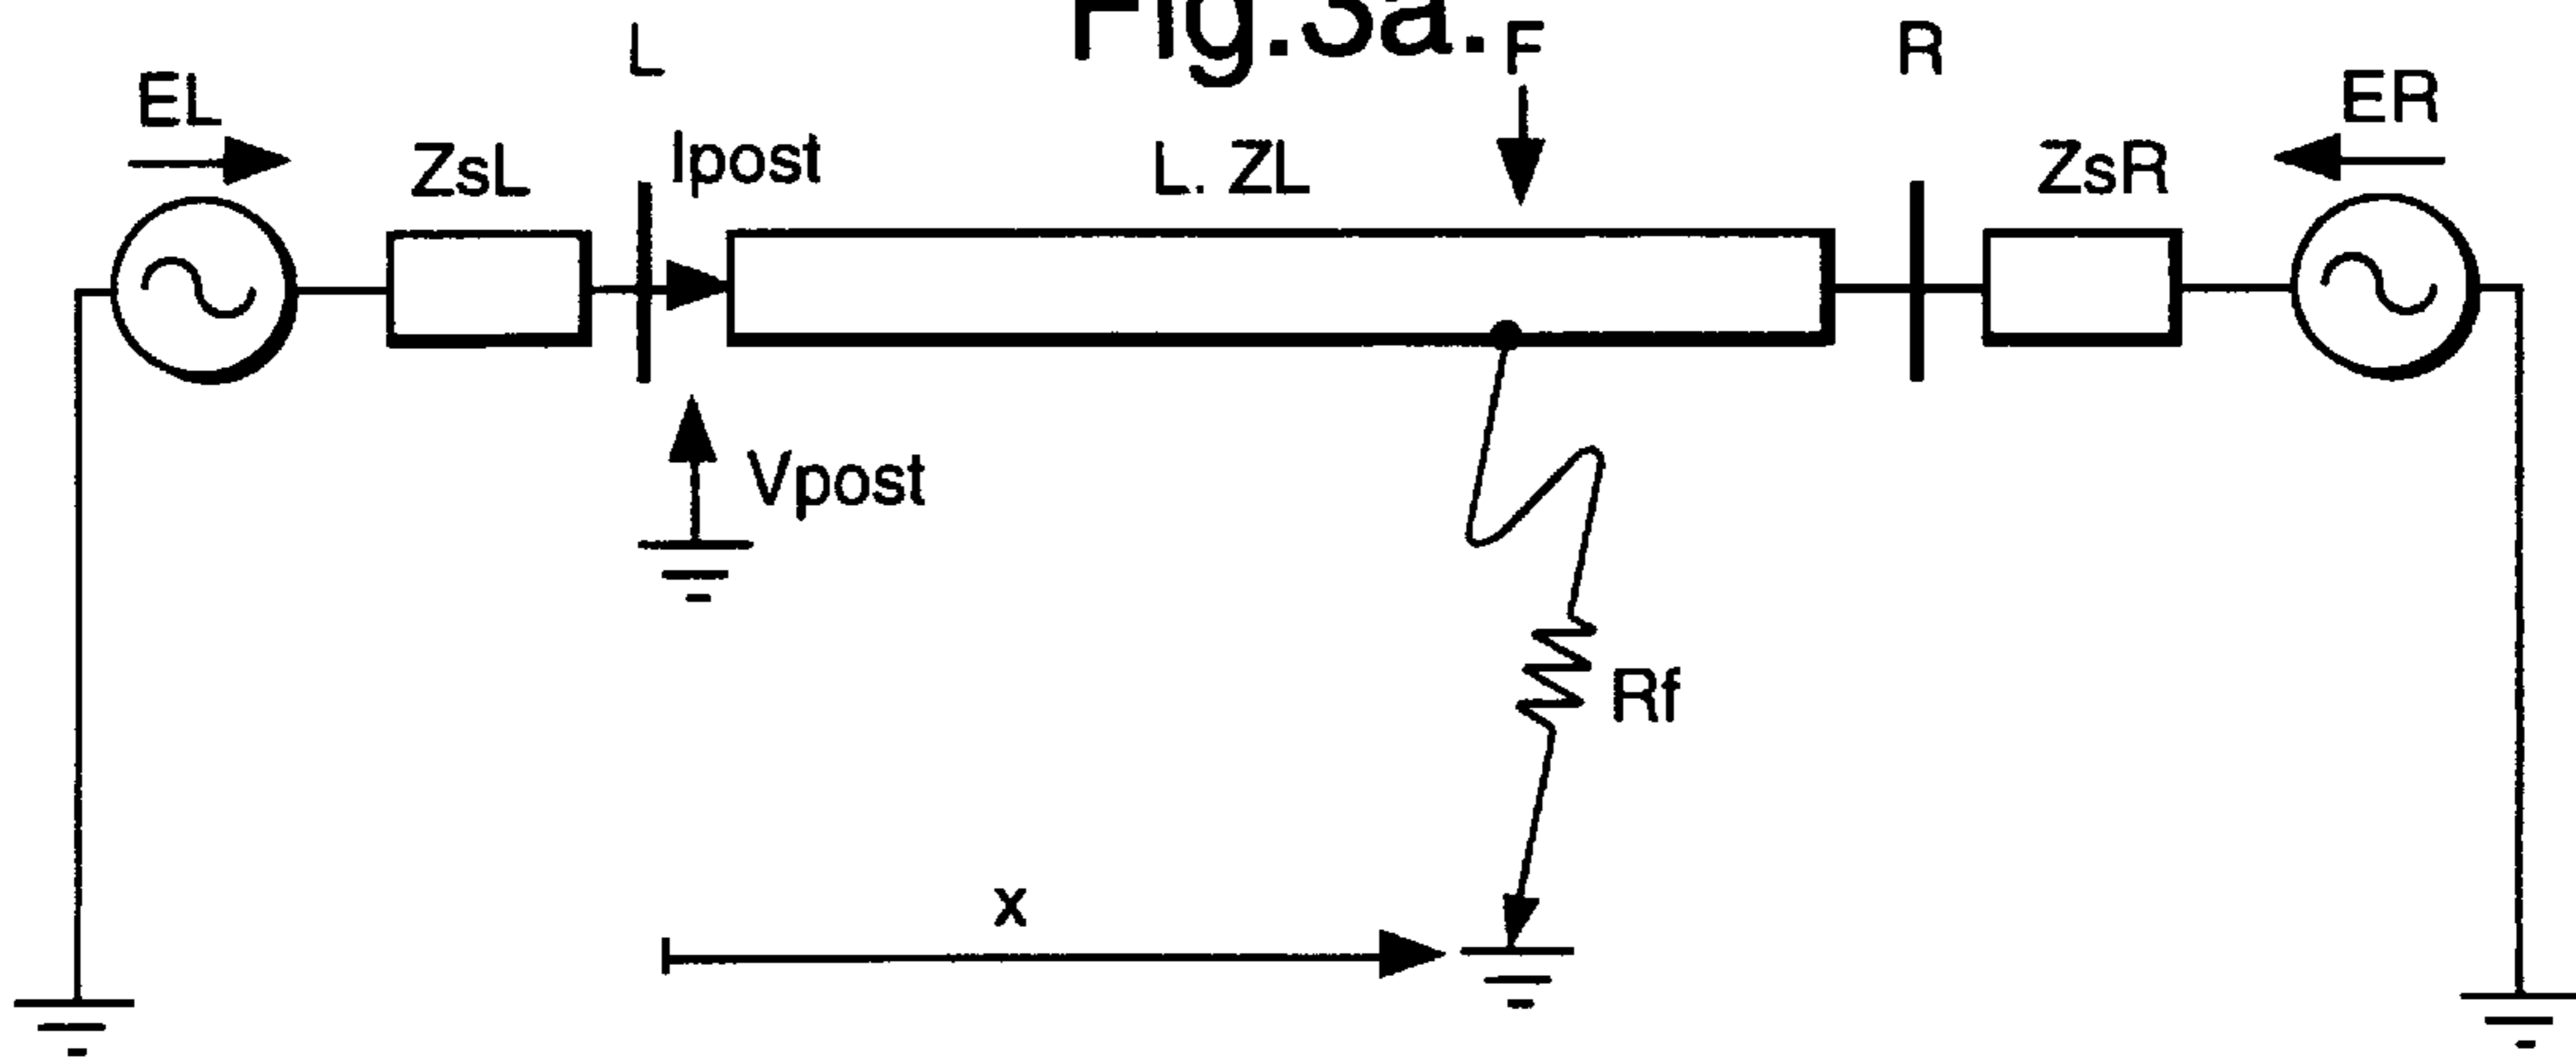 Fig.3a.
L
F
R
EL
ER
ZsL
Ipost
L. ZL
ZsR
Vpost
Rf
x